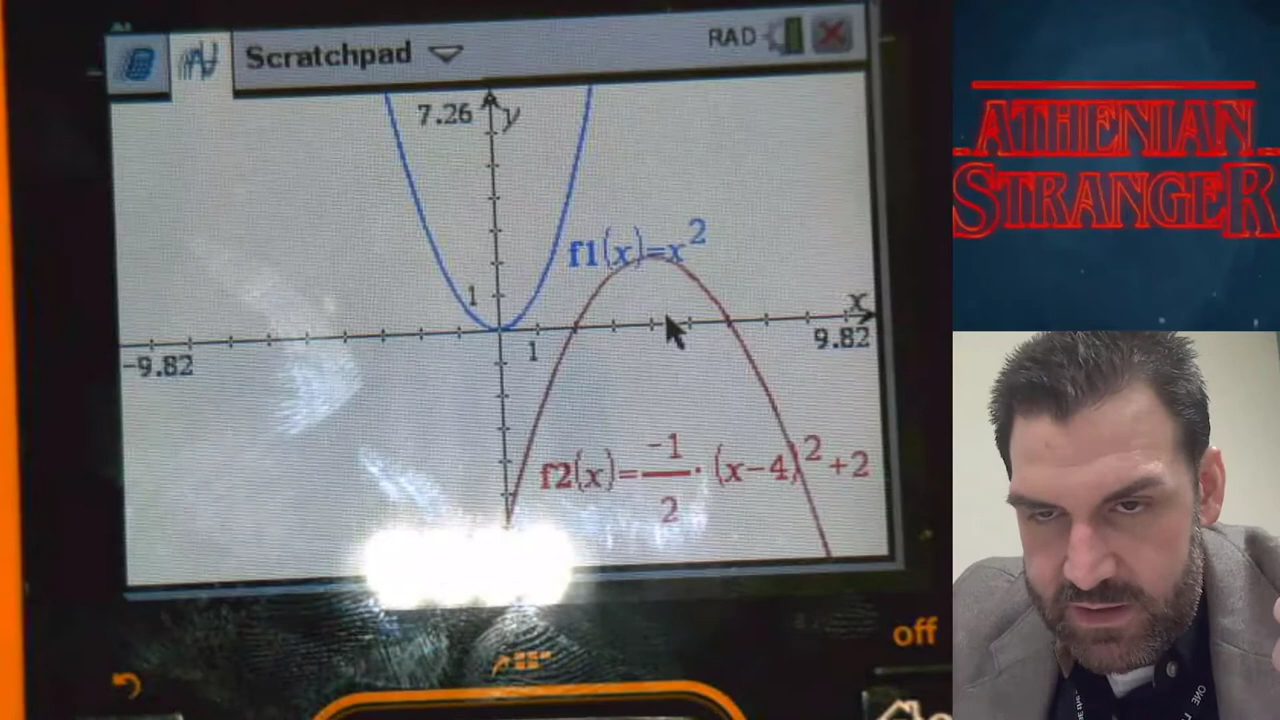 Scratchpad
RAD
7.26
y
f1(x)=x²
1
x
-9.82
1
9.82
f2(x)=-1/2·(x-4)²+2
off
ATHENIAN
STRANGER
ONE